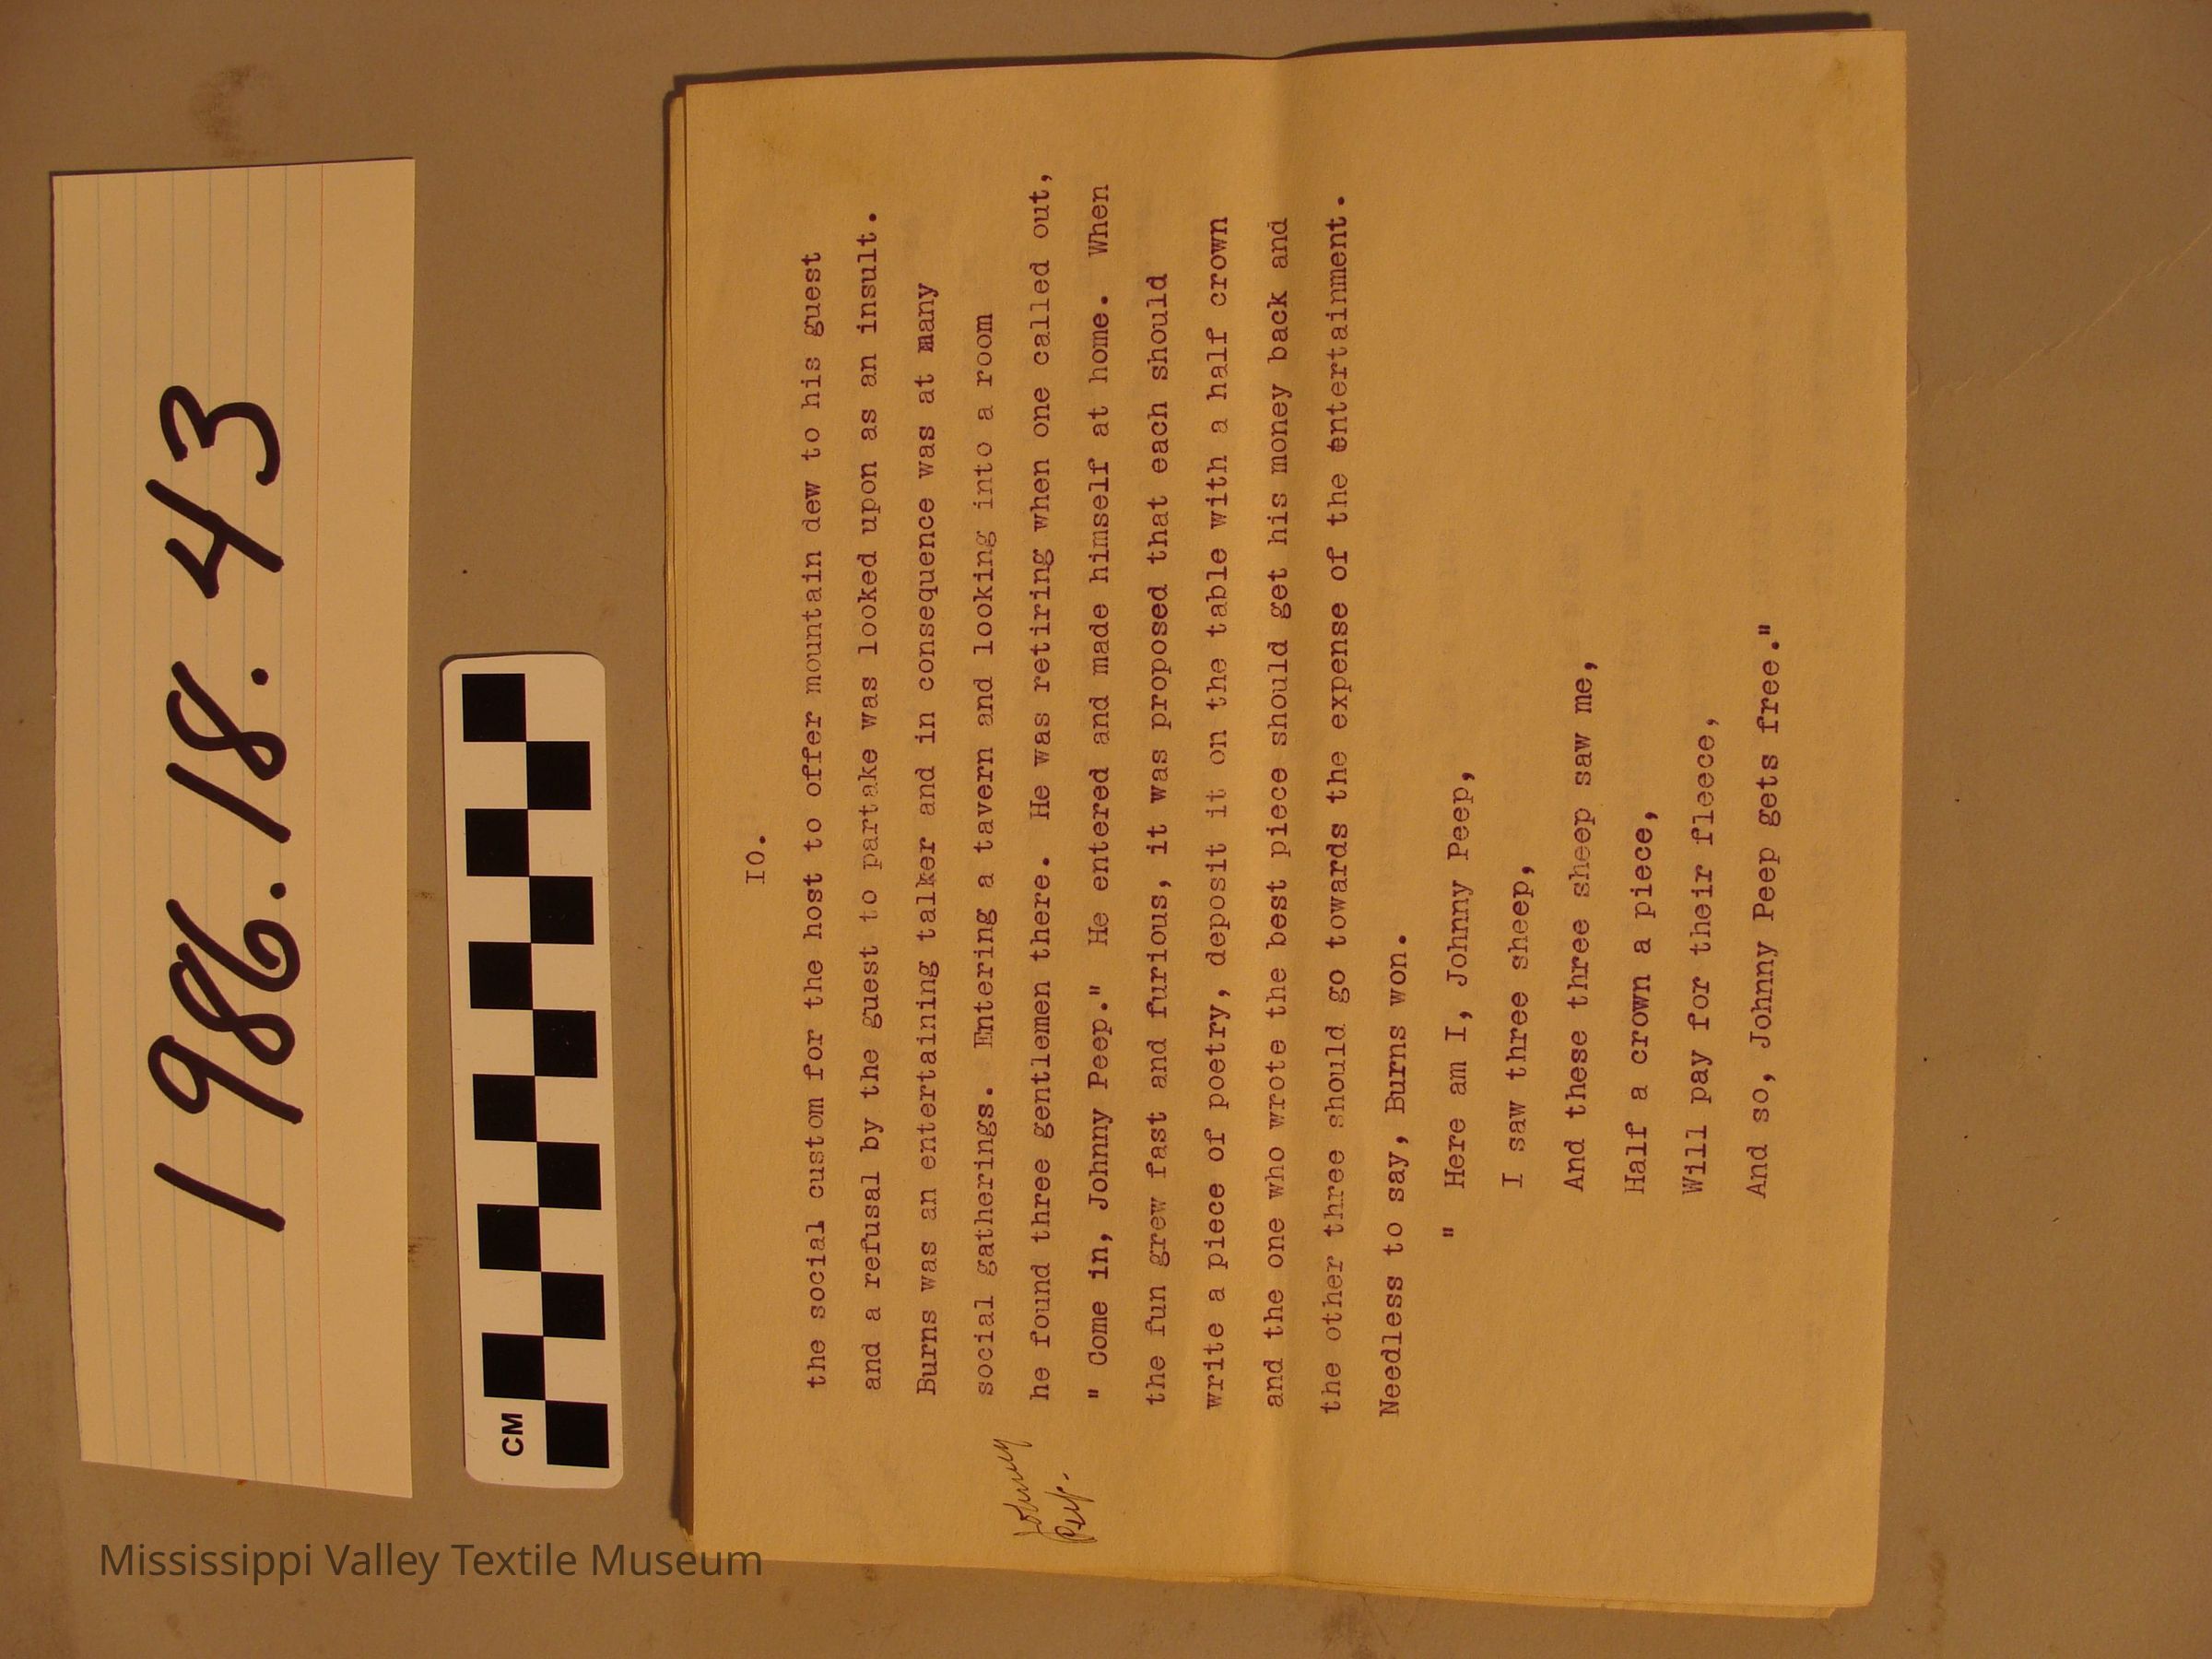 1986.18.43
CM
IO.
the social custom for the host to offer mountain dew to his guest
and a refusal by the guest to partake was looked upon as an insult.
Burns was an entertaining talker and in consequence was at many
social gatherings. Entering a tavern and looking into a room
he found three gentlemen there. He was retiring when one called out,
" Come in, Johnny Peep." He entered and made himself at home. When
the fun grew fast and furious, it was proposed that each should
write a piece of poetry, deposit it on the table with a half crown
and the one who wrote the best piece should get his money back and
the other three should go towards the expense of the entertainment.
Needless to say, Burns won.
" Here am I, Johnny Peep,
I saw three sheep,
And these three sheep saw me,
Half a crown a piece,
Will pay for their fleece,
And so, Johnny Peep gets free."
Johnny
Peep.
Mississippi Valley Textile Museum